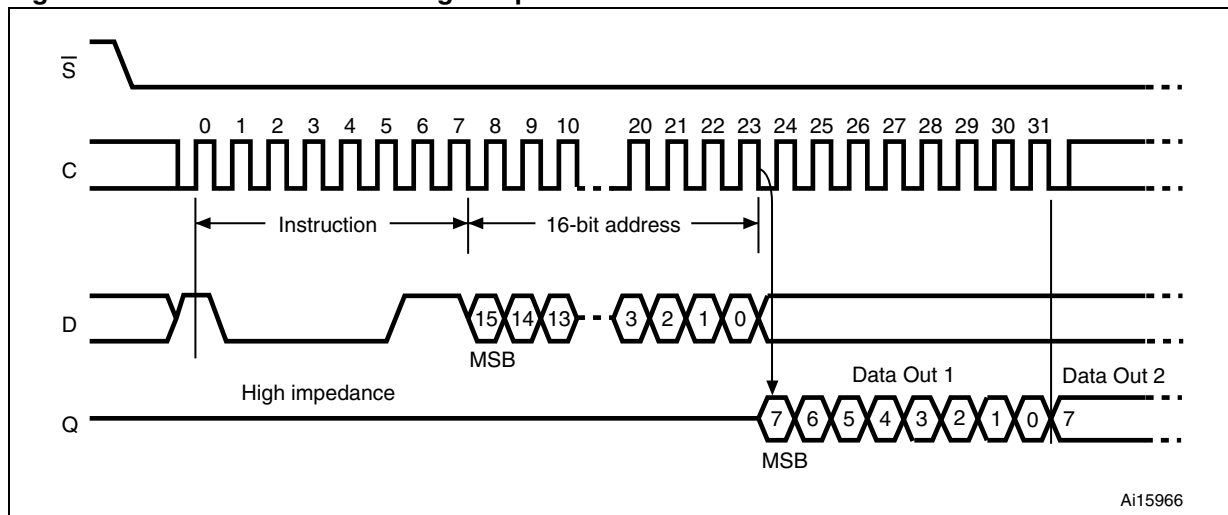 S
0 1 2 3 4 5 6 7 8 9 10 20 21 22 23 24 25 26 27 28 29 30 31
C
Instruction 16-bit address
D 15 14 13 3 2 1 0
MSB
High impedance Data Out 1 Data Out 2
Q 7 6 5 4 3 2 1 0 7
MSB
Ai15966